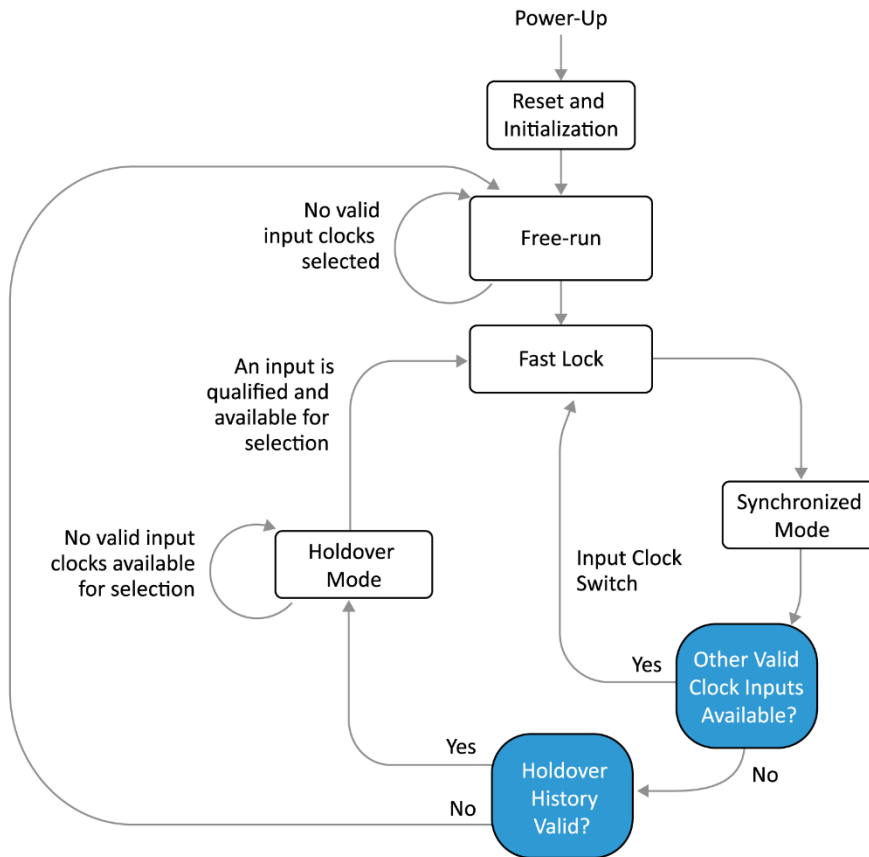 Power-Up
Reset and
Initialization
No valid
input clocks
selected
Free-run
An input is
qualified and
available for
selection
Fast Lock
Synchronized
Mode
No valid input
clocks available
for selection
Holdover
Mode
Input Clock
Switch
Yes
Other Valid
Clock Inputs
Available?
Yes
No
Holdover
History
Valid?
No